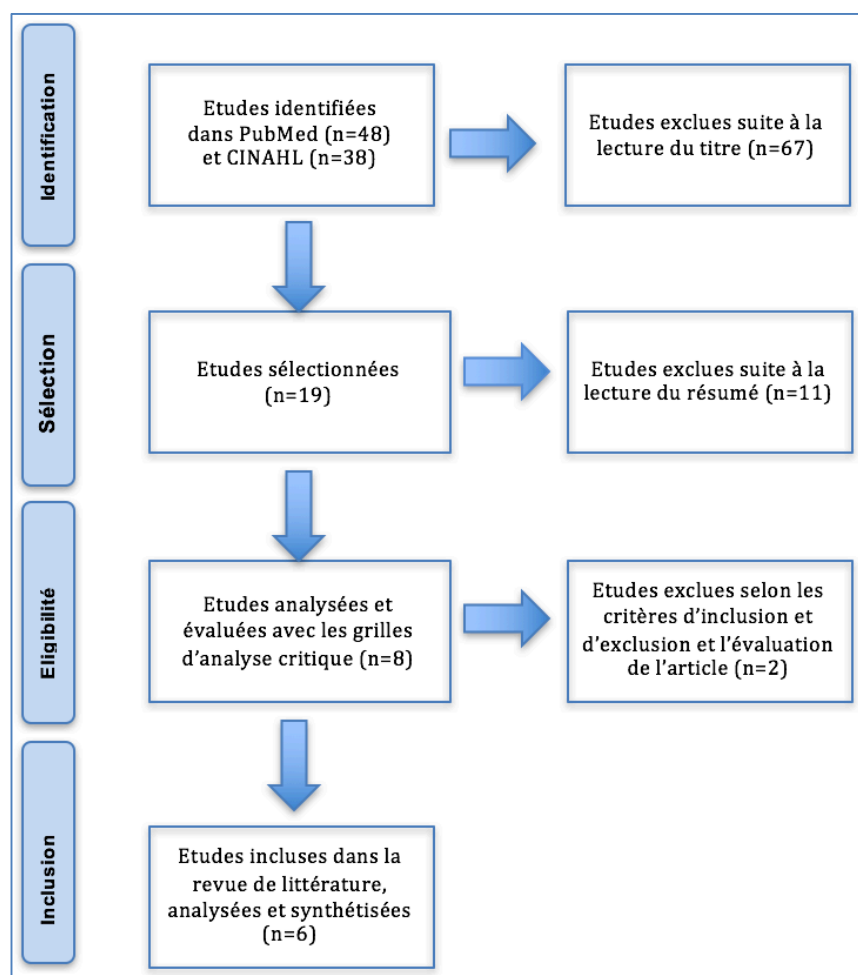 Identification
Etudes identifiées
dans PubMed (n=48)
et CINAHL (n=38)
Etudes exclues suite à la
lecture du titre (n=67)
Sélection
Etudes sélectionnées
(n=19)
Etudes exclues suite à la
lecture du résumé (n=11)
Eligibilité
Etudes analysées et
évaluées avec les grilles
d’analyse critique (n=8)
Etudes exclues selon les
critères d’inclusion et
d’exclusion et l’évaluation
de l’article (n=2)
Inclusion
Etudes incluses dans la
revue de littérature,
analysées et synthétisées
(n=6)